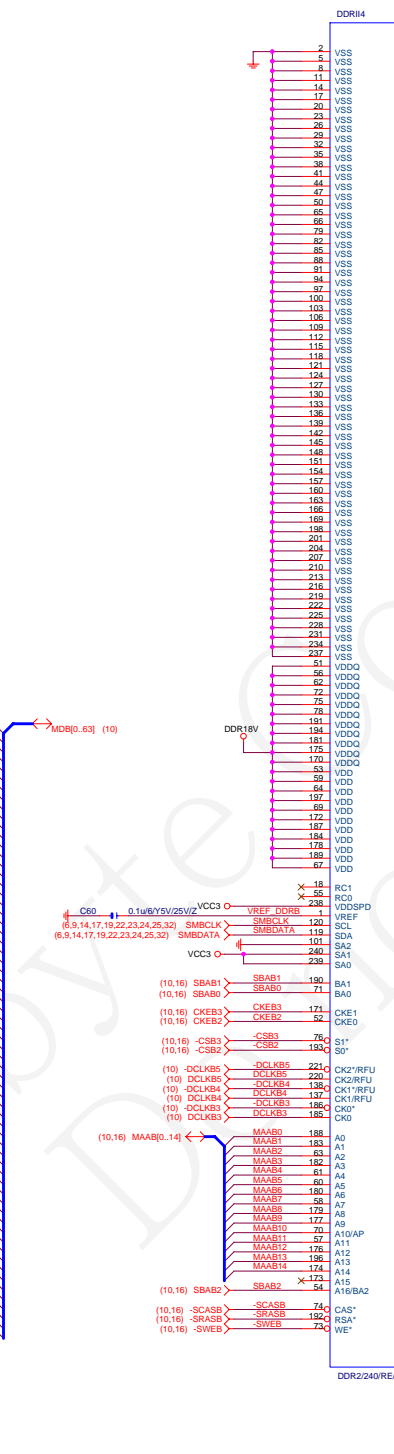 DDRII4
2 VSS
5 VSS
8 VSS
11 VSS
14 VSS
17 VSS
20 VSS
23 VSS
26 VSS
29 VSS
32 VSS
35 VSS
38 VSS
41 VSS
44 VSS
47 VSS
50 VSS
65 VSS
66 VSS
79 VSS
82 VSS
85 VSS
88 VSS
91 VSS
94 VSS
97 VSS
100 VSS
103 VSS
106 VSS
109 VSS
112 VSS
115 VSS
118 VSS
121 VSS
124 VSS
127 VSS
130 VSS
133 VSS
136 VSS
139 VSS
142 VSS
145 VSS
148 VSS
151 VSS
154 VSS
157 VSS
160 VSS
163 VSS
166 VSS
169 VSS
198 VSS
201 VSS
204 VSS
207 VSS
210 VSS
213 VSS
216 VSS
219 VSS
222 VSS
225 VSS
228 VSS
231 VSS
234 VSS
237 VSS
51 VDDQ
56 VDDQ
62 VDDQ
72 VDDQ
75 VDDQ
78 VDDQ
191 VDDQ
MDB[0..63] (10)
DDR18V
194 VDDQ
181 VDDQ
175 VDDQ
170 VDDQ
53 VDD
59 VDD
64 VDD
197 VDD
69 VDD
172 VDD
187 VDD
184 VDD
178 VDD
189 VDD
67 VDD
18 RC1
55 RC0
VCC3 238 VDDSPD
C60 0.1u/6/Y5V/25V/Z VREF_DDRB 1 VREF
(6,9,14,17,19,22,23,24,25,32) SMBCLK SMBCLK 120 SCL
(6,9,14,17,19,22,23,24,25,32) SMBDATA SMBDATA 119 SDA
101 SA2
VCC3 240 SA1
239 SA0
(10,16) SBAB1 SBAB1 190 BA1
(10,16) SBAB0 SBAB0 71 BA0
(10,16) CKEB3 CKEB3 171 CKE1
(10,16) CKEB2 CKEB2 52 CKE0
(10,16) -CSB3 -CSB3 76 S1*
(10,16) -CSB2 -CSB2 193 S0*
(10) -DCLKB5 -DCLKB5 221 CK2*/RFU
(10) DCLKB5 DCLKB5 220 CK2/RFU
(10) -DCLKB4 -DCLKB4 138 CK1*/RFU
(10) DCLKB4 DCLKB4 137 CK1/RFU
(10) -DCLKB3 -DCLKB3 186 CK0*
(10) DCLKB3 DCLKB3 185 CK0
(10,16) MAAB[0..14] MAAB0 188 A0
MAAB1 183 A1
MAAB2 63 A2
MAAB3 182 A3
MAAB4 61 A4
MAAB5 60 A5
MAAB6 180 A6
MAAB7 58 A7
MAAB8 179 A8
MAAB9 177 A9
MAAB10 70 A10/AP
MAAB11 57 A11
MAAB12 176 A12
MAAB13 196 A13
MAAB14 174 A14
173 A15
(10,16) SBAB2 SBAB2 54 A16/BA2
(10,16) -SCASB -SCASB 74 CAS*
(10,16) -SRASB -SRASB 192 RSA*
(10,16) -SWEB -SWEB 73 WE*